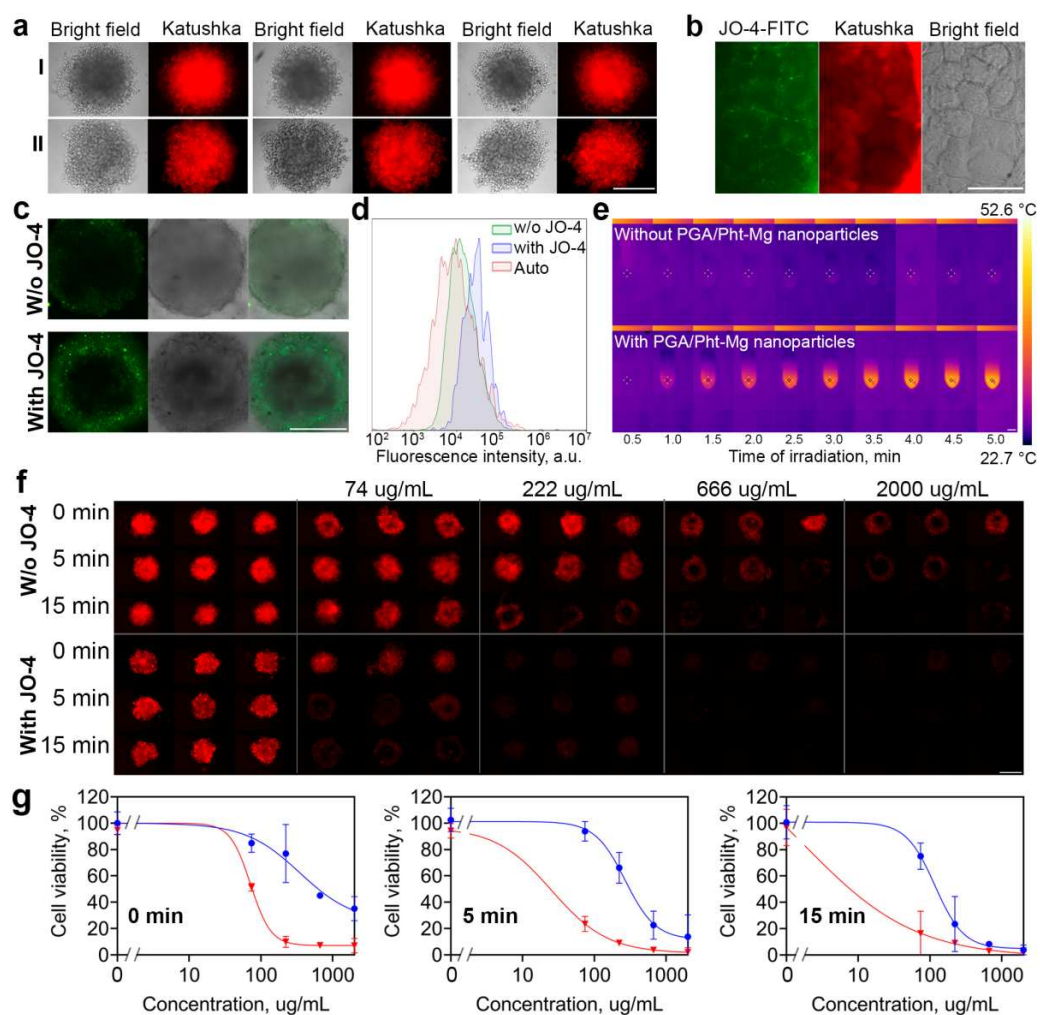 a
Bright field Katushka Bright field Katushka Bright field Katushka
I
II
b
JO-4-FITC Katushka Bright field
c
W/o JO-4
With JO-4
d
w/o JO-4
with JO-4
Auto
10² 10³ 10⁴ 10⁵ 10⁶ 10⁷
Fluorescence intensity, a.u.
e
52.6 °C
Without PGA/Pht-Mg nanoparticles
With PGA/Pht-Mg nanoparticles
0.5 1.0 1.5 2.0 2.5 3.0 3.5 4.0 4.5 5.0
Time of irradiation, min
22.7 °C
f
74 ug/mL 222 ug/mL 666 ug/mL 2000 ug/mL
W/o JO-4
0 min
5 min
15 min
With JO-4
0 min
5 min
15 min
g
Cell viability, %
120
100
80
60
40
20
0
0 min
0 10 100 1000
Concentration, ug/mL
Cell viability, %
120
100
80
60
40
20
0
5 min
0 10 100 1000
Concentration, ug/mL
Cell viability, %
120
100
80
60
40
20
0
15 min
0 10 100 1000
Concentration, ug/mL